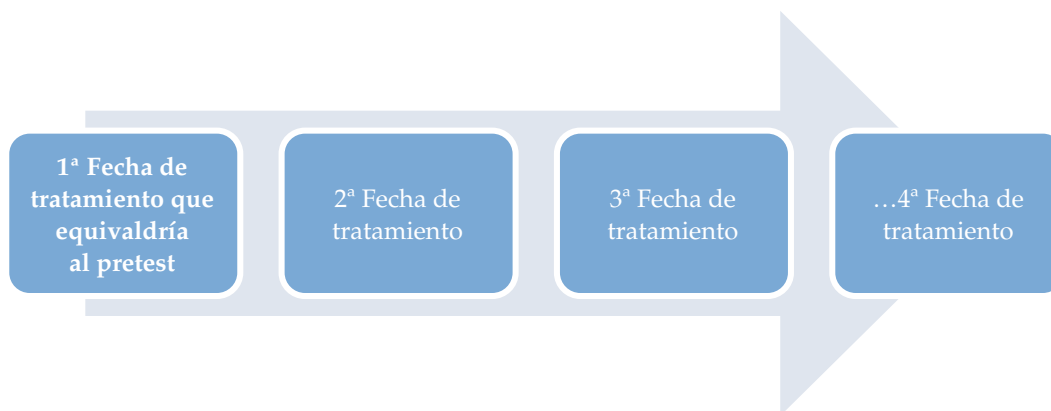 1ª Fecha de
tratamiento que
equivaldría
al pretest
2ª Fecha de
tratamiento
3ª Fecha de
tratamiento
…4ª Fecha de
tratamiento